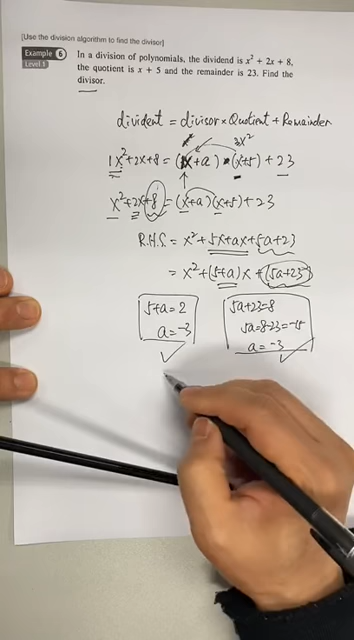 [Use the division algorithm to find the divisor]
Example 6 In a division of polynomials, the dividend is x² + 2x + 8,
Level 1 the quotient is x + 5 and the remainder is 23. Find the
divisor.
divident = divisor × Quotient + Remainder
3x²
1x²+2x+8 = (1x+a) • (x+5) + 23
x²+2x+8 = (x+a)(x+5)+23
R.H.S. = x²+5x+ax+5a+23
= x²+(5+a)x+(5a+23)
5+a=2 5a+23=8
a=-3 5a=8-23=-15
a=-3